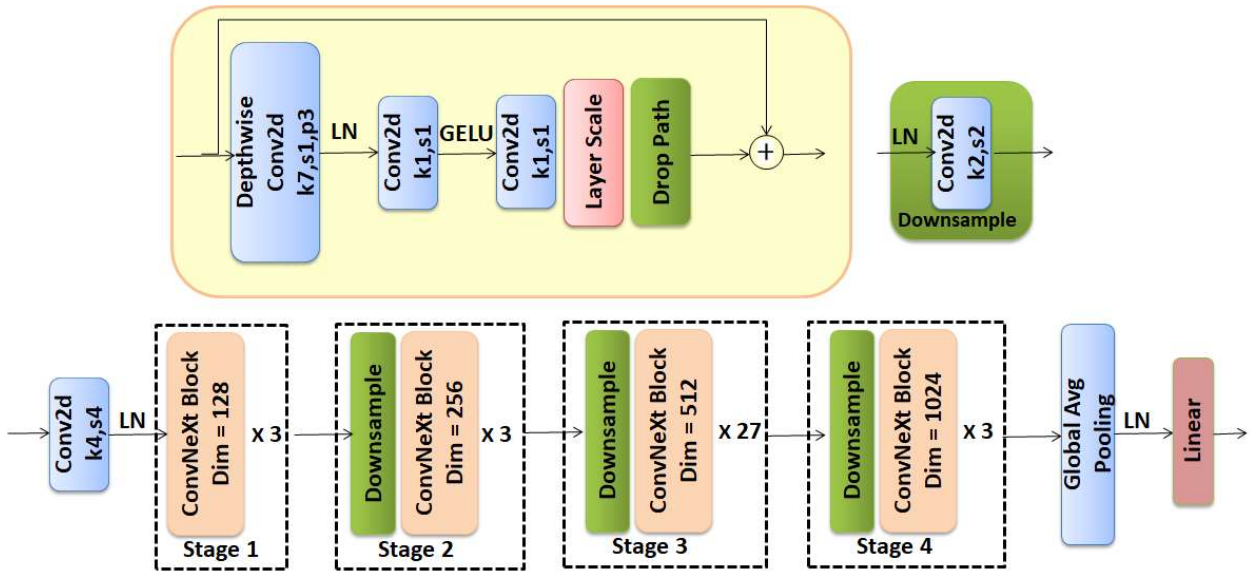 Depthwise
Conv2d
k7,s1,p3
LN
Conv2d
k1,s1
GELU
Conv2d
k1,s1
Layer Scale
Drop Path
+
LN
Conv2d
k2,s2
Downsample
Conv2d
k4,s4
LN
ConvNeXt Block
Dim = 128
X 3
Stage 1
Downsample
ConvNeXt Block
Dim = 256
X 3
Stage 2
Downsample
ConvNeXt Block
Dim = 512
X 27
Stage 3
Downsample
ConvNeXt Block
Dim = 1024
X 3
Stage 4
Global Avg
Pooling
LN
Linear